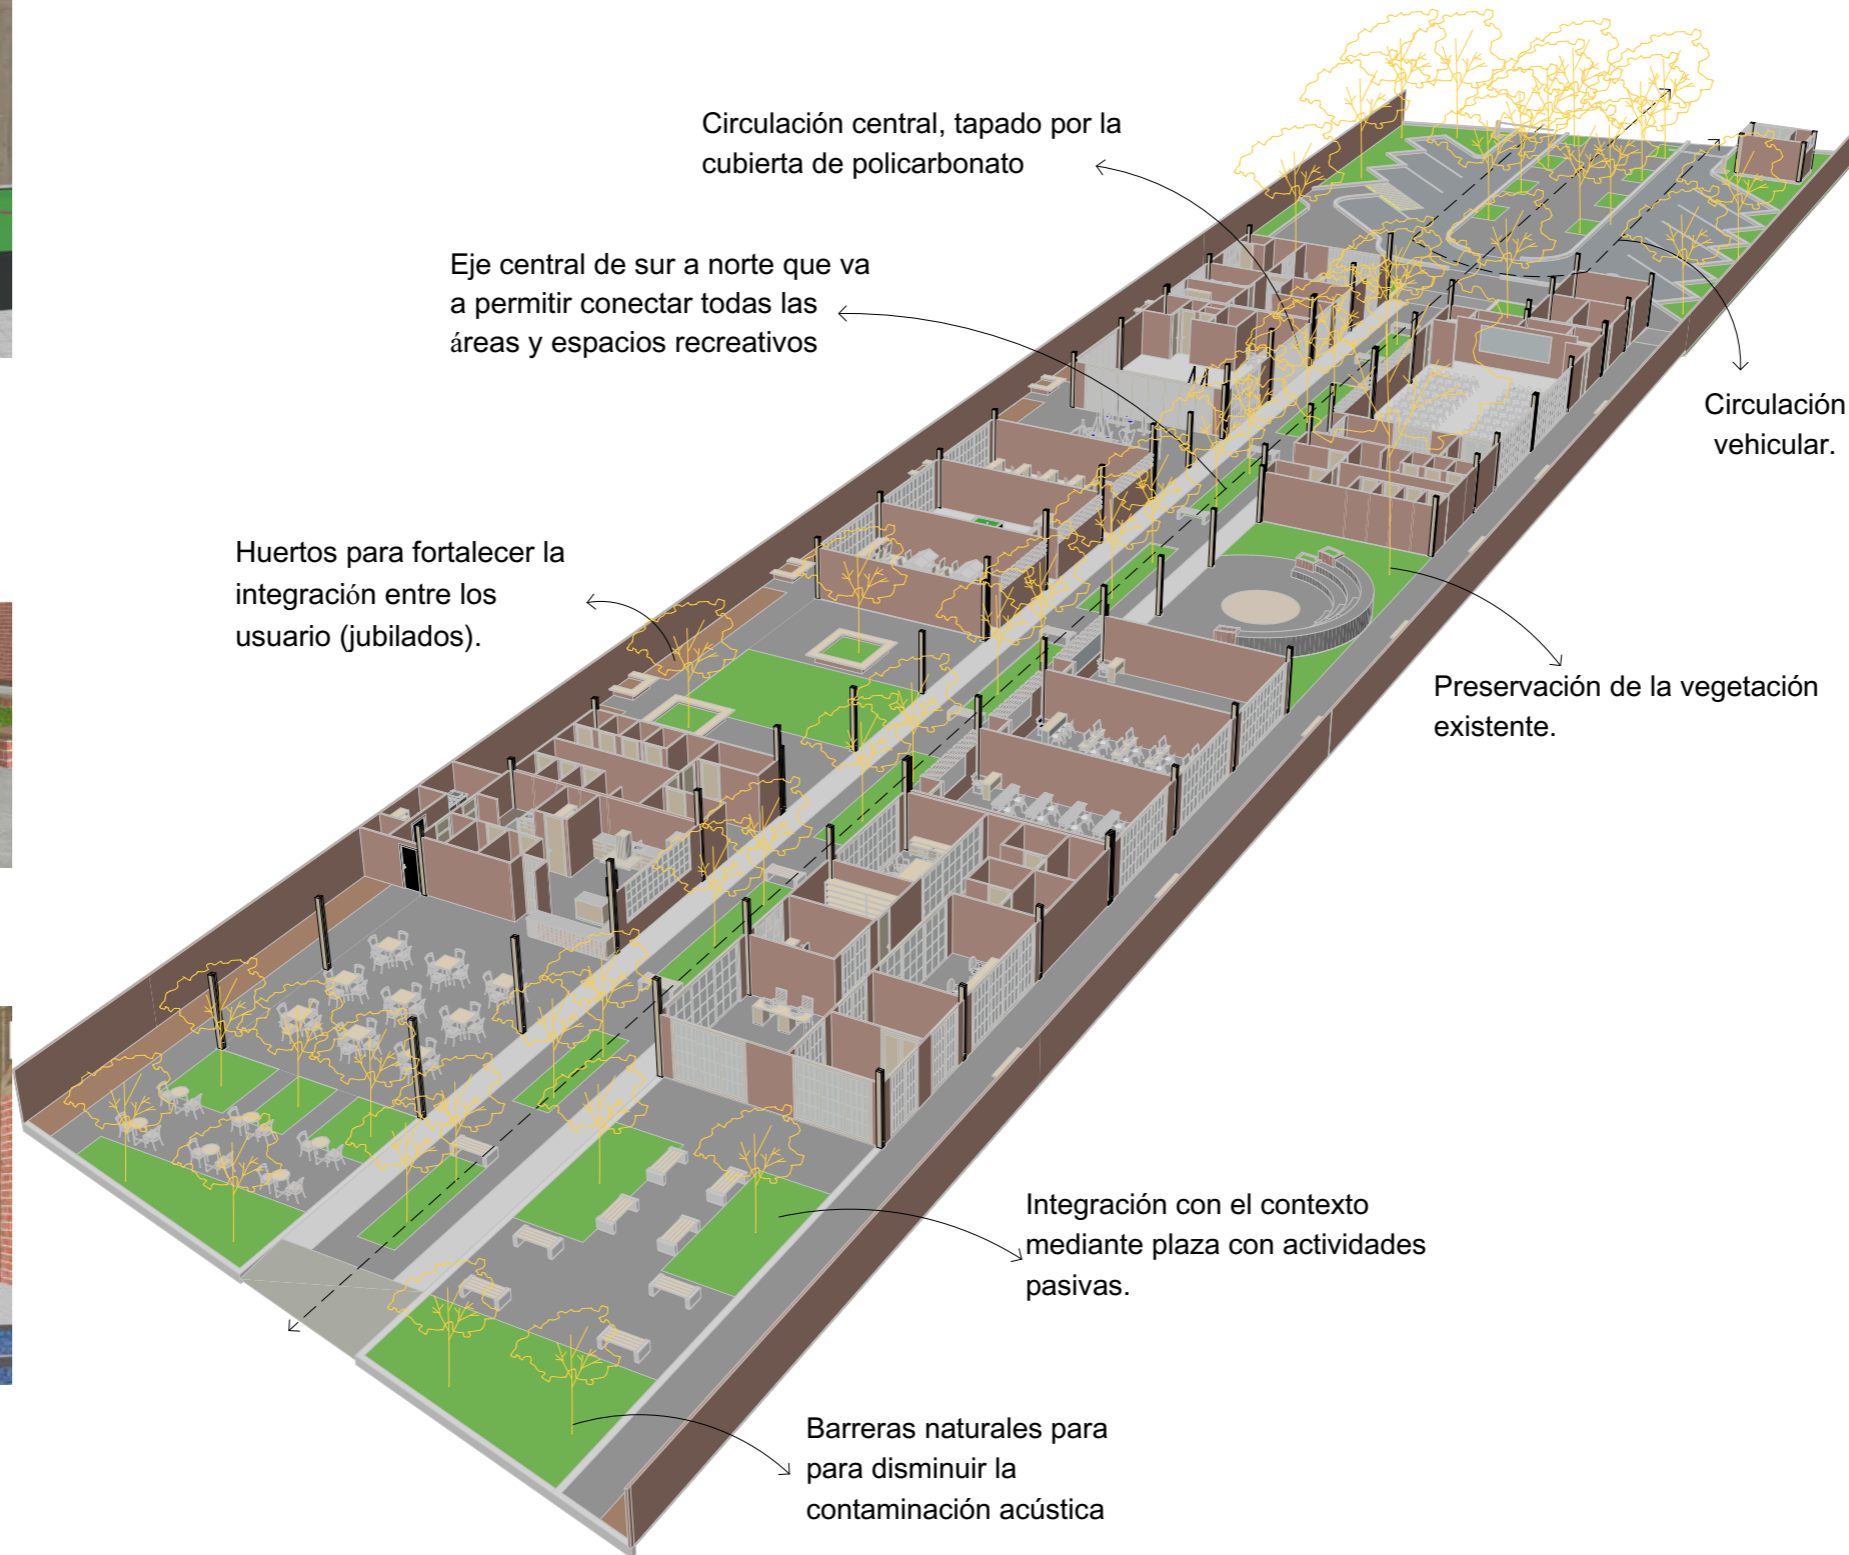 Circulación central, tapado por la
cubierta de policarbonato
Eje central de sur a norte que va
a permitir conectar todas las
áreas y espacios recreativos
Circulación
vehicular.
Huertos para fortalecer la
integración entre los
usuario (jubilados).
Preservación de la vegetación
existente.
Integración con el contexto
mediante plaza con actividades
pasivas.
Barreras naturales para
para disminuir la
contaminación acústica